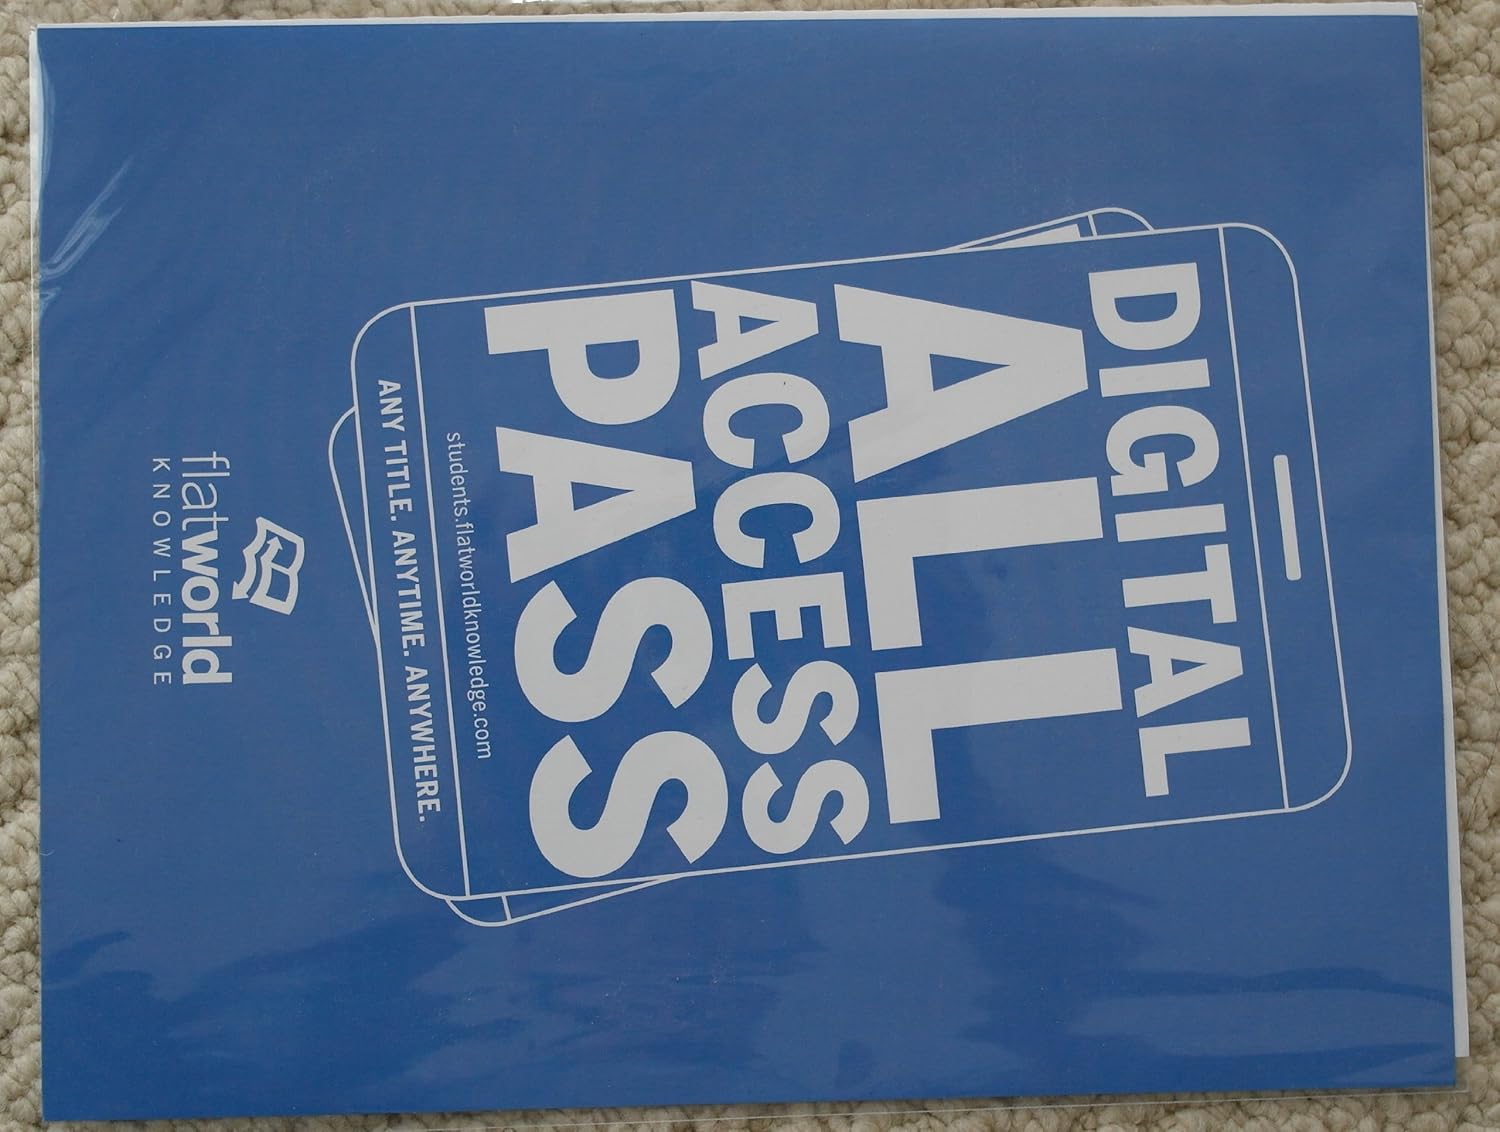 DIGITAL
ALL
ACCESS
PASS
students.flatworldknowledge.com
ANY TITLE. ANYTIME. ANYWHERE.
flatworld
KNOWLEDGE